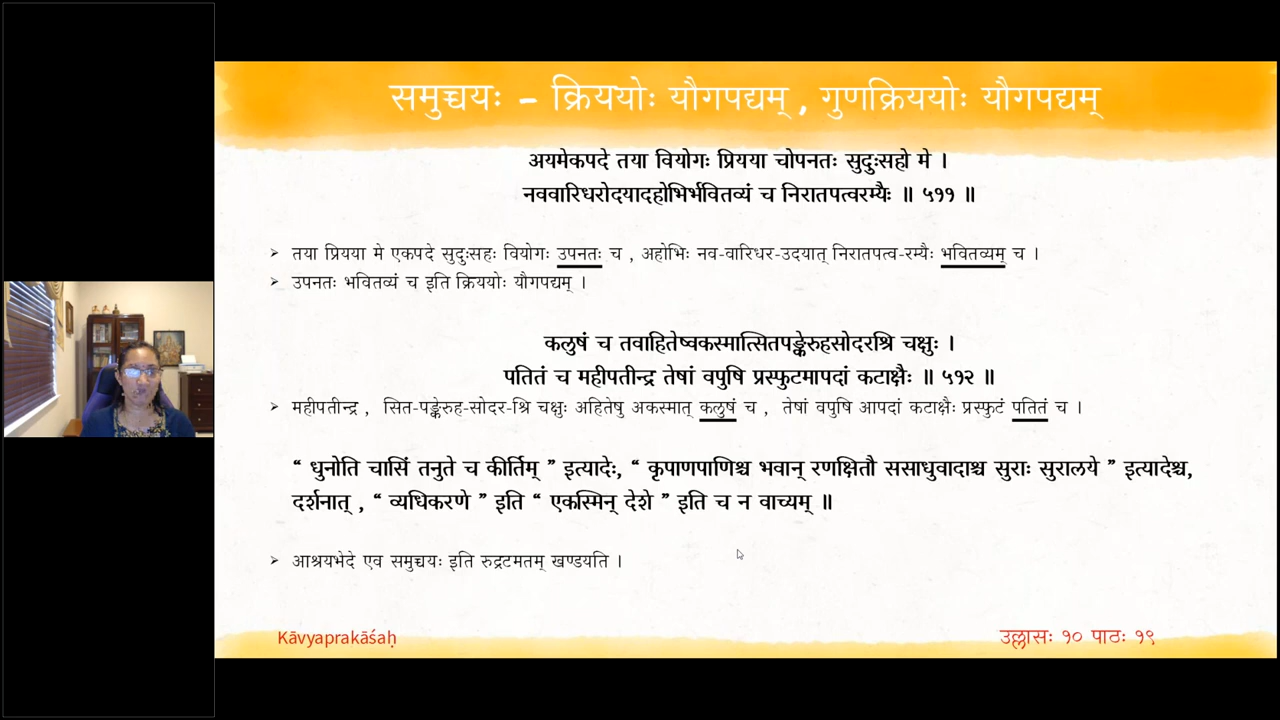 समुच्चयः - क्रिययोः यौगपद्यम् , गुणक्रिययोः यौगपद्यम्
अयमेकपदे तया वियोगः प्रियया चोपनतः सुदुःसहो मे ।
नववारिधरोदयादहोभिर्भवितव्यं च निरातपत्वरम्यैः ॥ ५११ ॥
➢ तया प्रियया मे एकपदे सुदुःसहः वियोगः उपनतः च , अहोभिः नव-वारिधर-उदयात् निरातपत्व-रम्यैः भवितव्यम् च ।
➢ उपनतः भवितव्यं च इति क्रिययोः यौगपद्यम् ।
कलुषं च तवाहितेष्वकस्मात्सितपङ्केरुहसोदरश्रि चक्षुः ।
पतितं च महीपतीन्द्र तेषां वपुषि प्रस्फुटमापदां कटाक्षैः ॥ ५१२ ॥
➢ महीपतीन्द्र , सित-पङ्केरुह-सोदर-श्रि चक्षुः अहितेषु अकस्मात् कलुषं च , तेषां वपुषि आपदां कटाक्षैः प्रस्फुटं पतितं च ।
“ धुनोति चासिं तनुते च कीर्तिम् ” इत्यादेः, “ कृपाणपाणिश्च भवान् रणक्षितौ ससाधुवादाश्च सुराः सुरालये ” इत्यादेश्च,
दर्शनात् , “ व्यधिकरणे ” इति “ एकस्मिन् देशे ” इति च न वाच्यम् ॥
➢ आश्रयभेदे एव समुच्चयः इति रुद्रटमतम् खण्डयति ।
Kāvyaprakāśaḥ
उल्लासः १० पाठः १९